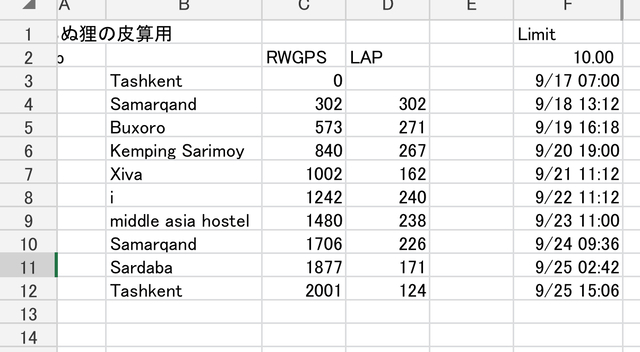 A B C D E F
1 ぬ狸の皮算用 Limit
2 RWGPS LAP 10.00
3 Tashkent 0 9/17 07:00
4 Samarqand 302 302 9/18 13:12
5 Buxoro 573 271 9/19 16:18
6 Kemping Sarimoy 840 267 9/20 19:00
7 Xiva 1002 162 9/21 11:12
8 i 1242 240 9/22 11:12
9 middle asia hostel 1480 238 9/23 11:00
10 Samarqand 1706 226 9/24 09:36
11 Sardaba 1877 171 9/25 02:42
12 Tashkent 2001 124 9/25 15:06
13
14